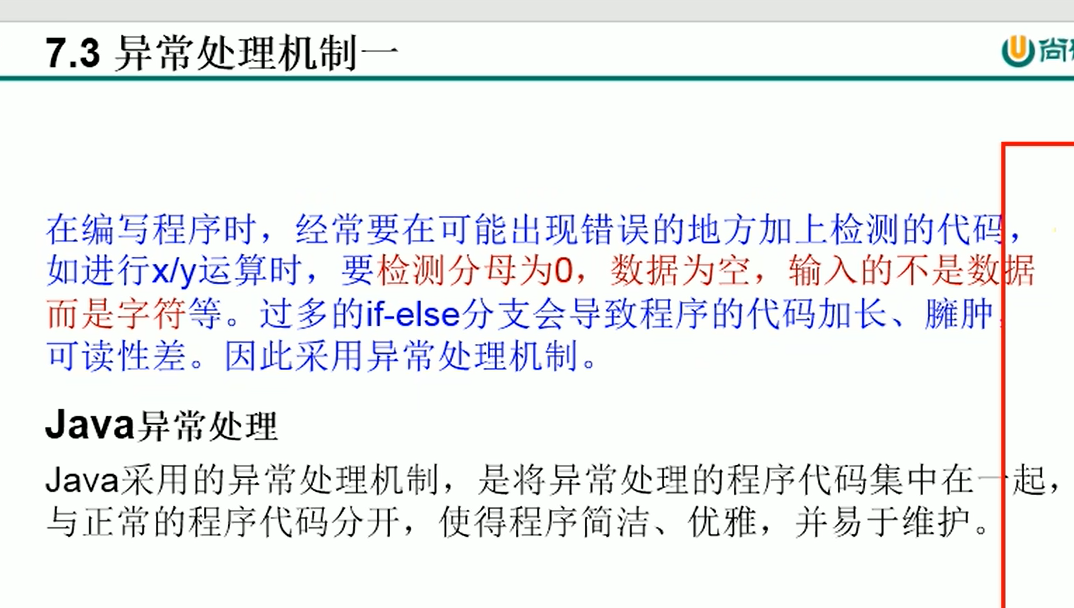 7.3 异常处理机制一
尚
在编写程序时，经常要在可能出现错误的地方加上检测的代码，
如进行x/y运算时，要检测分母为0，数据为空，输入的不是数据
而是字符等。过多的if-else分支会导致程序的代码加长、臃肿，
可读性差。因此采用异常处理机制。
Java异常处理
Java采用的异常处理机制，是将异常处理的程序代码集中在一起，
与正常的程序代码分开，使得程序简洁、优雅，并易于维护。